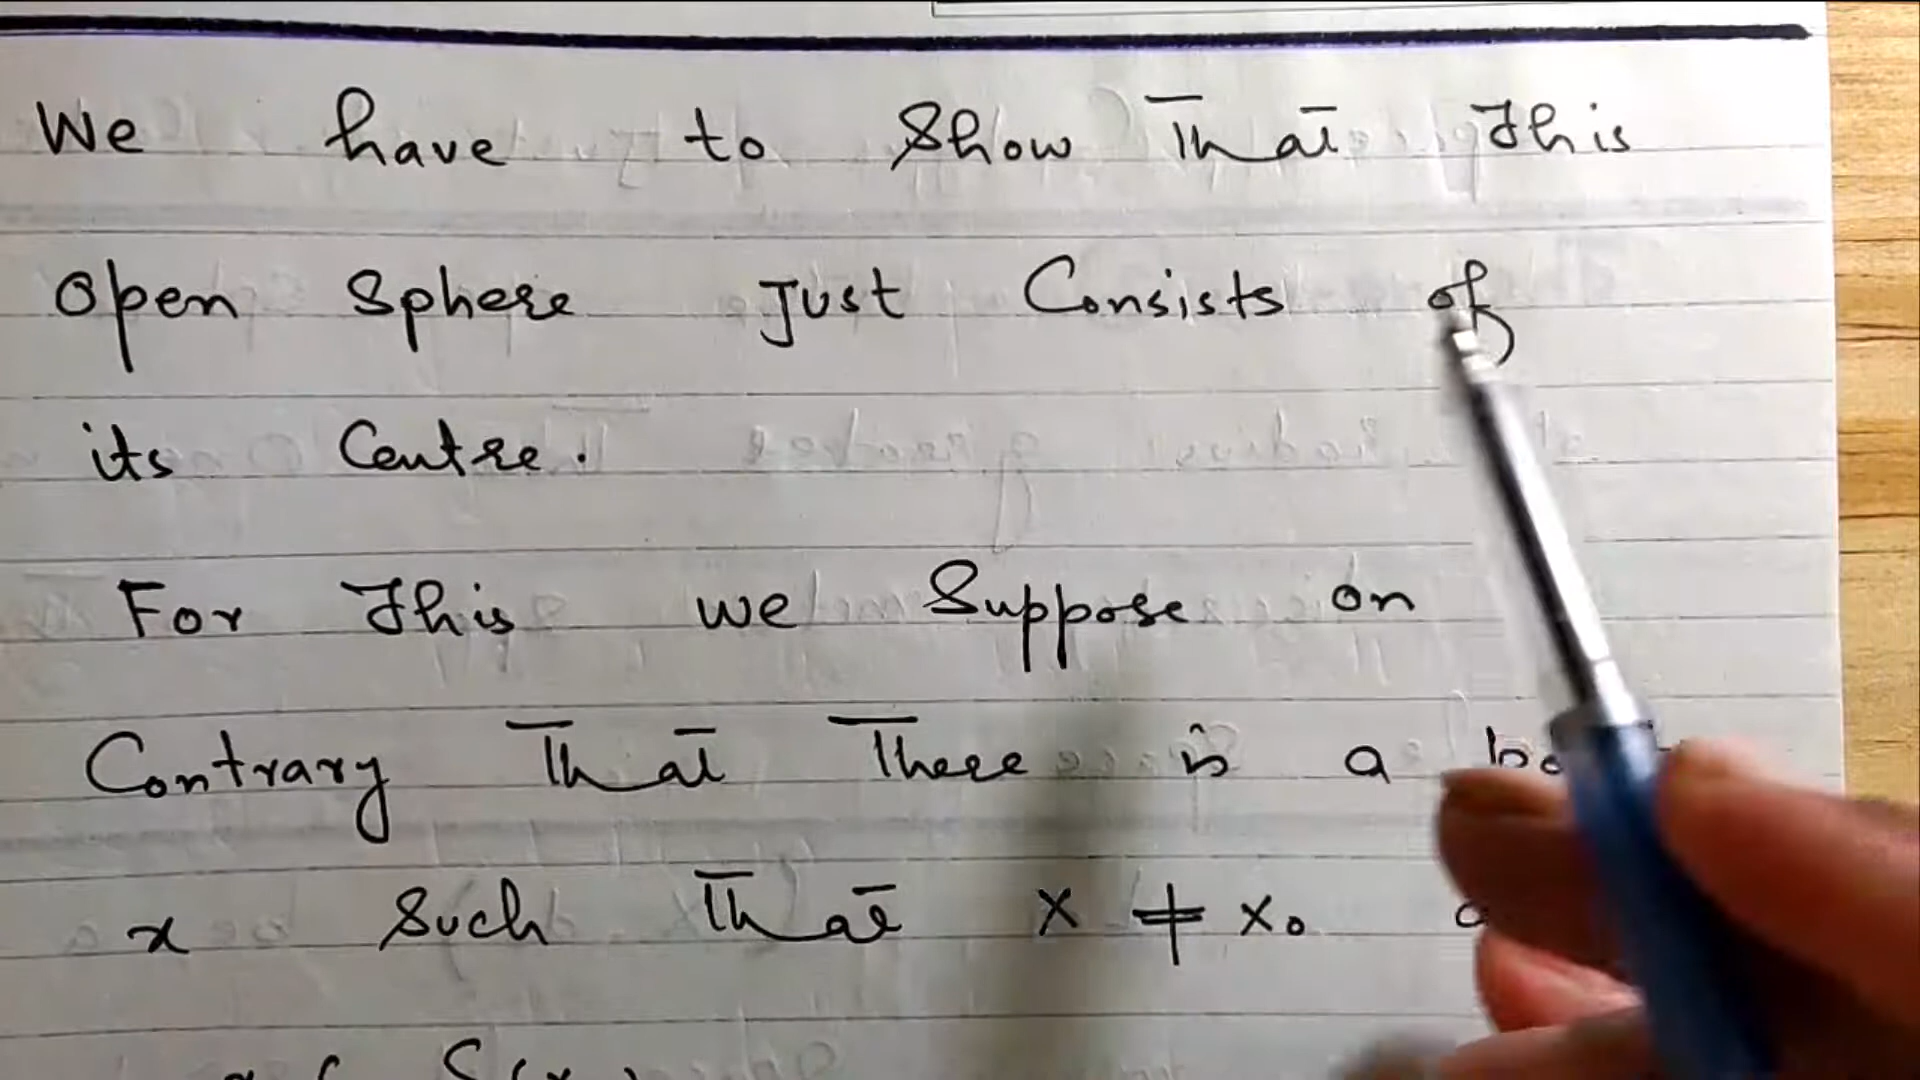 We have to Show That This
Open Sphere Just Consists of
its Centre.
For This we Suppose on
Contrary That There is a
x Such That x ≠ x₀